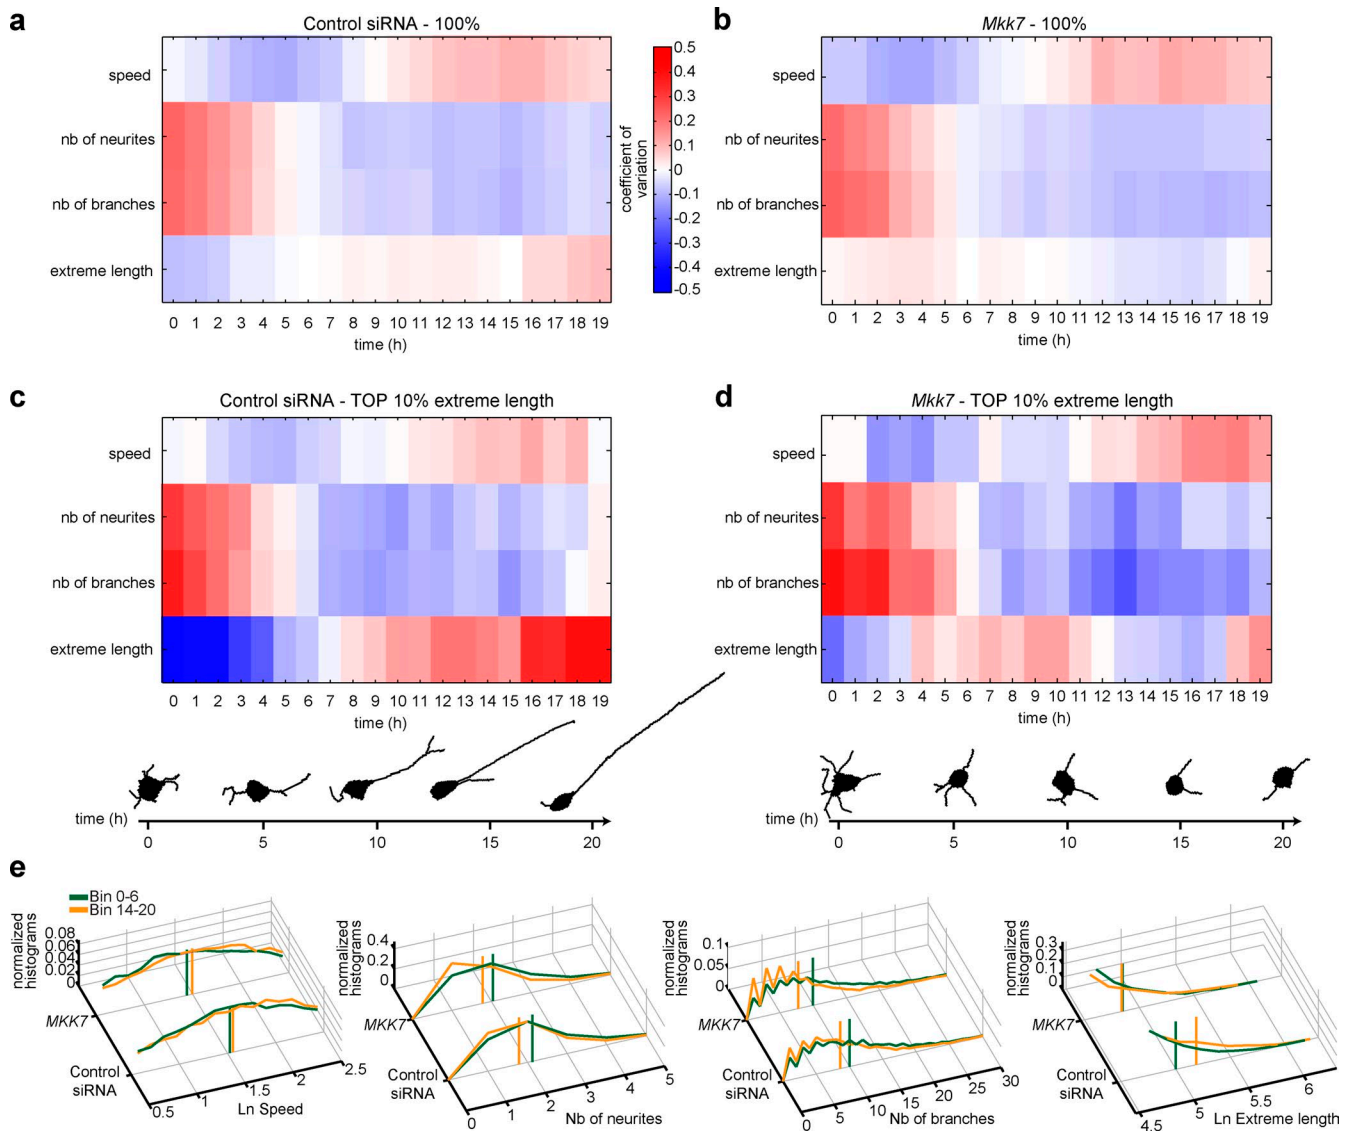 a
Control siRNA - 100%
speed
nb of neurites
nb of branches
extreme length
0 1 2 3 4 5 6 7 8 9 10 11 12 13 14 15 16 17 18 19
time (h)
0.5
0.4
0.3
0.2
0.1
0
-0.1
-0.2
-0.3
-0.4
-0.5
coefficient of
variation
b
Mkk7 - 100%
speed
nb of neurites
nb of branches
extreme length
0 1 2 3 4 5 6 7 8 9 10 11 12 13 14 15 16 17 18 19
time (h)
c
Control siRNA - TOP 10% extreme length
speed
nb of neurites
nb of branches
extreme length
0 1 2 3 4 5 6 7 8 9 10 11 12 13 14 15 16 17 18 19
time (h)
time (h)
0 5 10 15 20
d
Mkk7 - TOP 10% extreme length
speed
nb of neurites
nb of branches
extreme length
0 1 2 3 4 5 6 7 8 9 10 11 12 13 14 15 16 17 18 19
time (h)
time (h)
0 5 10 15 20
e
Bin 0-6
Bin 14-20
normalized
histograms
0.08
0.06
0.04
0.02
0
MKK7
Control
siRNA
0.5 1 1.5 2 2.5
Ln Speed
normalized
histograms
0.4
0.2
0
MKK7
Control
siRNA
0 1 2 3 4 5
Nb of neurites
normalized
histograms
0.1
0.05
0
MKK7
Control
siRNA
0 5 10 15 20 25 30
Nb of branches
normalized
histograms
0.3
0.2
0.1
0
MKK7
Control
siRNA
4.5 5 5.5 6
Ln Extreme length